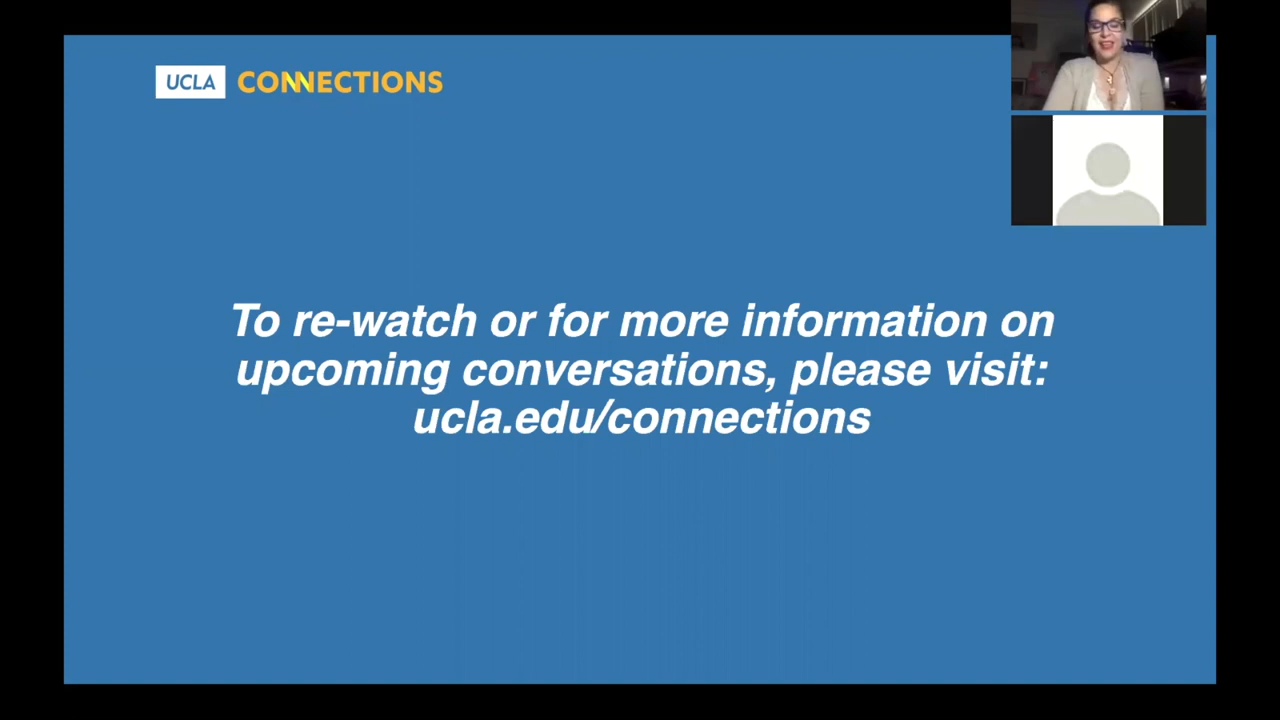 UCLA CONNECTIONS
To re-watch or for more information on
upcoming conversations, please visit:
ucla.edu/connections